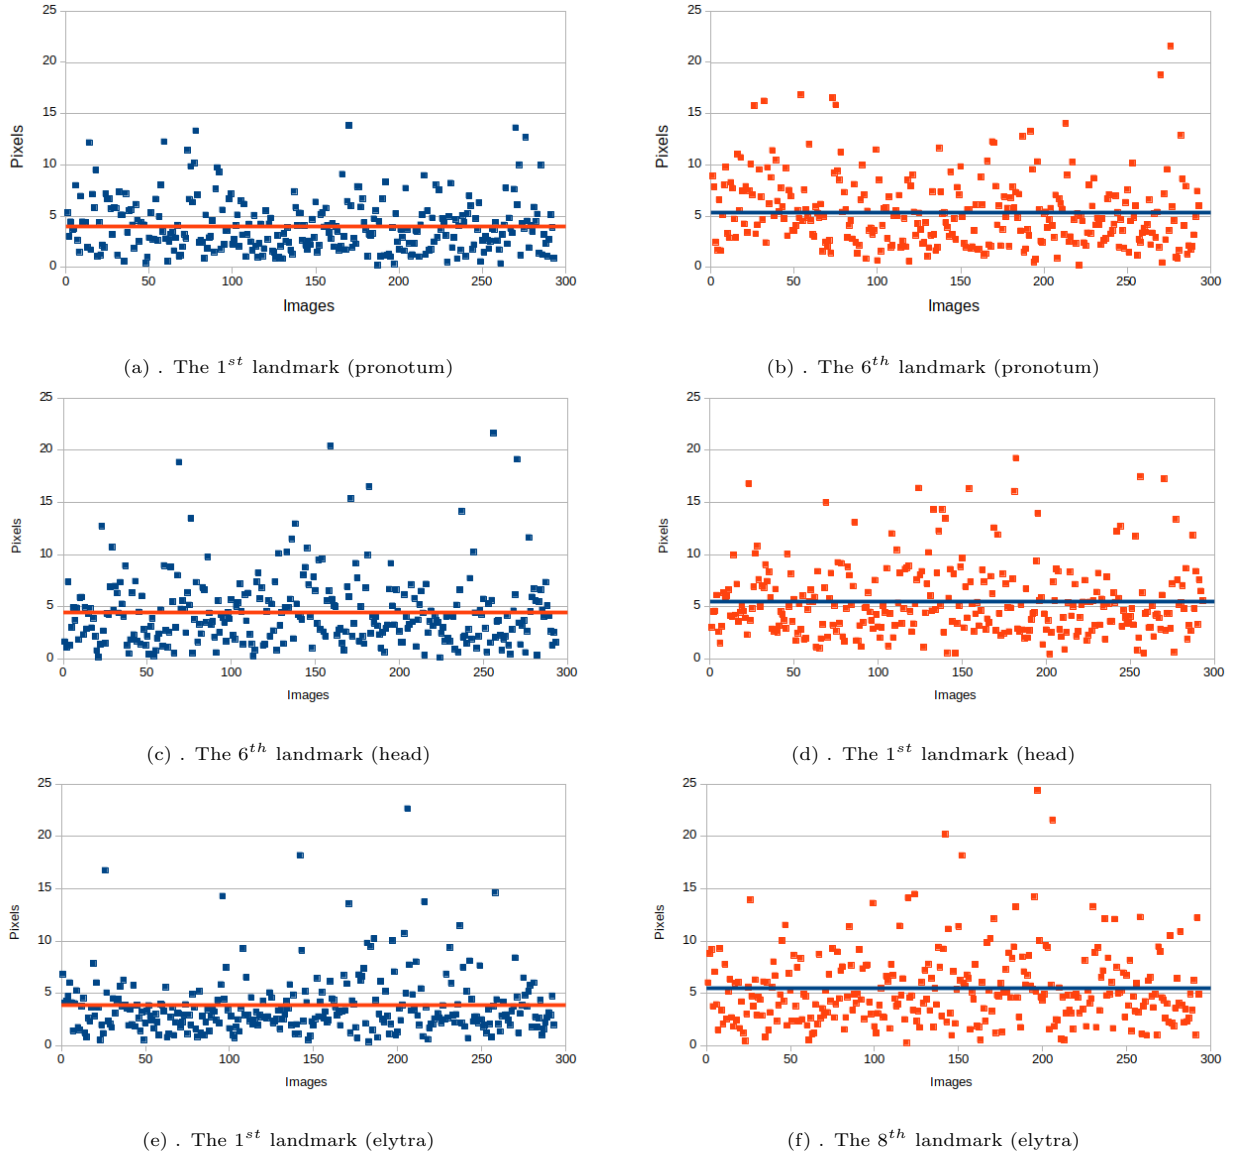 25
20
15
10
5
0
Pixels
0 50 100 150 200 250 300
Images
(a) . The 1st landmark (pronotum)
25
20
15
10
5
0
Pixels
0 50 100 150 200 250 300
Images
(b) . The 6th landmark (pronotum)
25
20
15
10
5
0
Pixels
0 50 100 150 200 250 300
Images
(c) . The 6th landmark (head)
25
20
15
10
5
0
Pixels
0 50 100 150 200 250 300
Images
(d) . The 1st landmark (head)
25
20
15
10
5
0
Pixels
0 50 100 150 200 250 300
Images
(e) . The 1st landmark (elytra)
25
20
15
10
5
0
Pixels
0 50 100 150 200 250 300
Images
(f) . The 8th landmark (elytra)